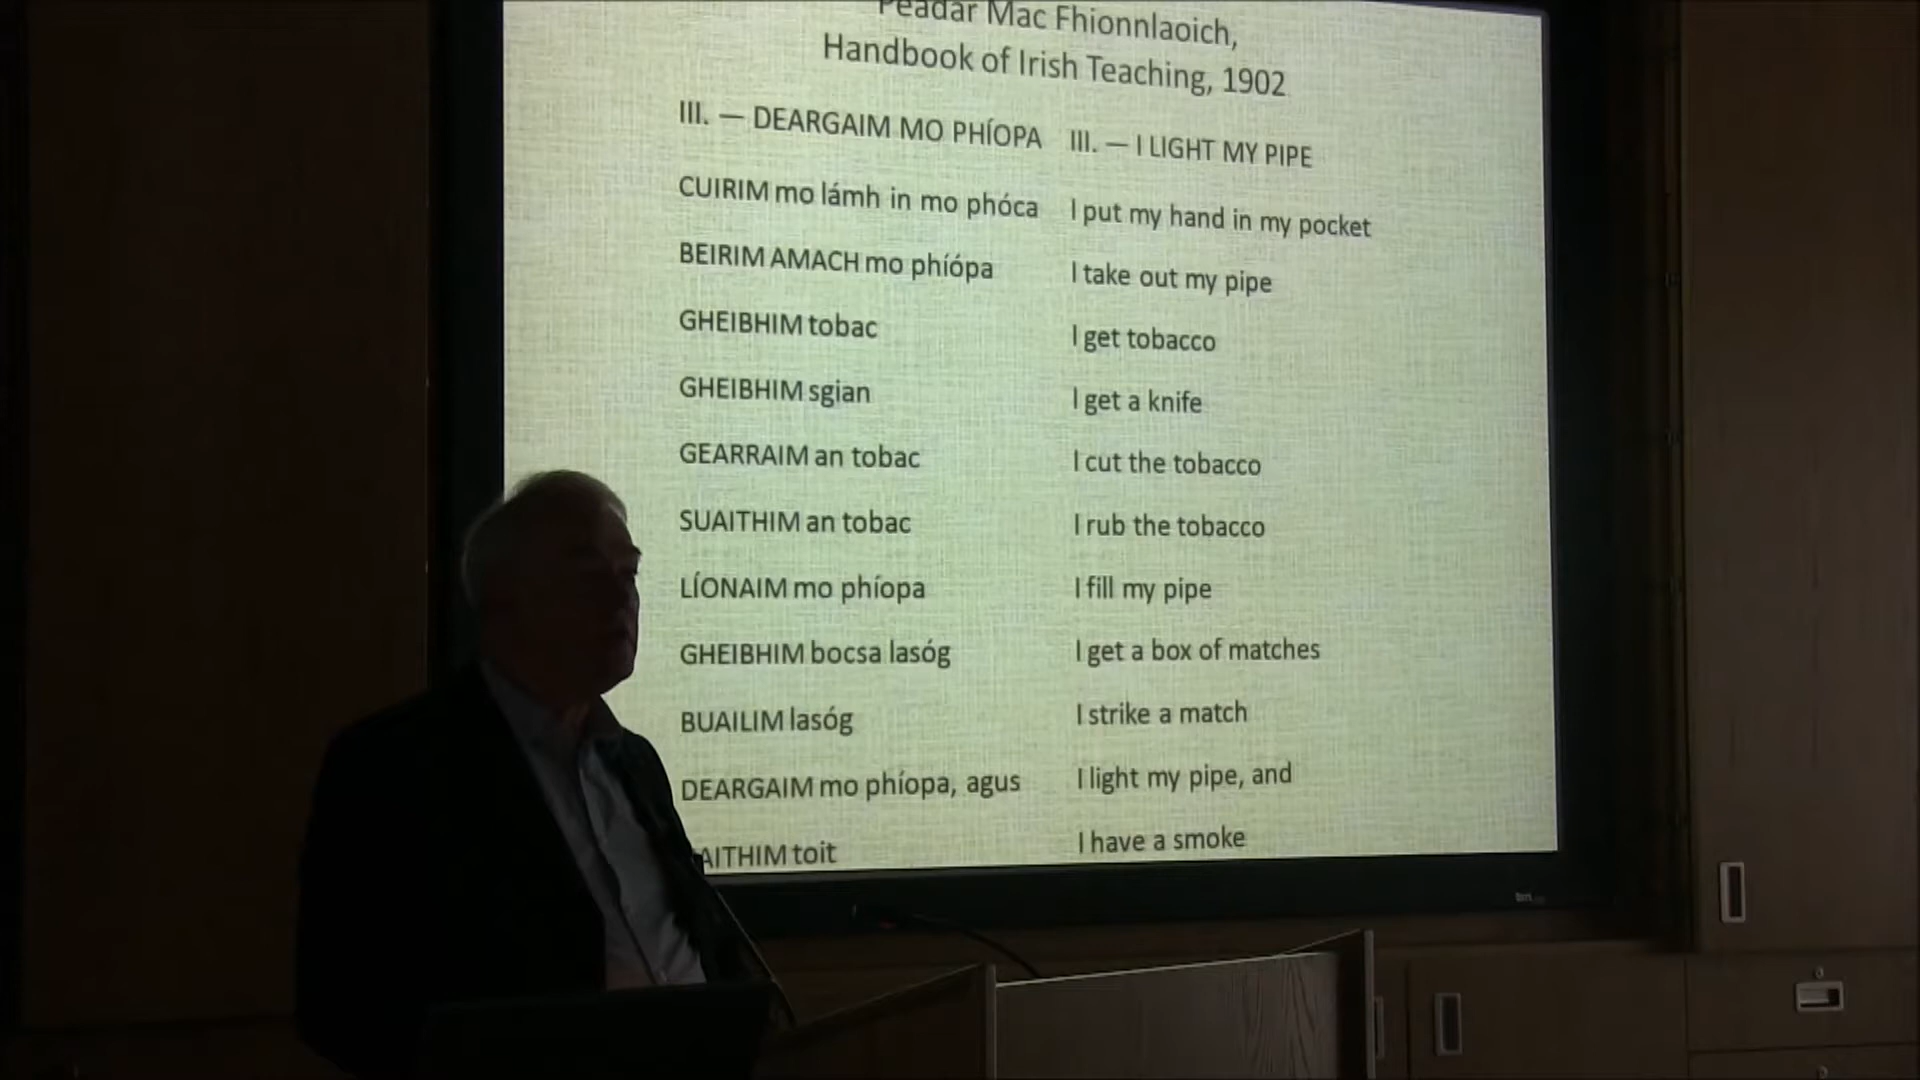 Peadar Mac Fhionnlaoich,
Handbook of Irish Teaching, 1902
III. — DEARGAIM MO PHÍOPA III. — I LIGHT MY PIPE
CUIRIM mo lámh in mo phóca I put my hand in my pocket
BEIRIM AMACH mo phíópa I take out my pipe
GHEIBHIM tobac I get tobacco
GHEIBHIM sgian I get a knife
GEARRAIM an tobac I cut the tobacco
SUAITHIM an tobac I rub the tobacco
LÍONAIM mo phíopa I fill my pipe
GHEIBHIM bocsa lasóg I get a box of matches
BUAILIM lasóg I strike a match
DEARGAIM mo phíopa, agus I light my pipe, and
AITHIM toit I have a smoke